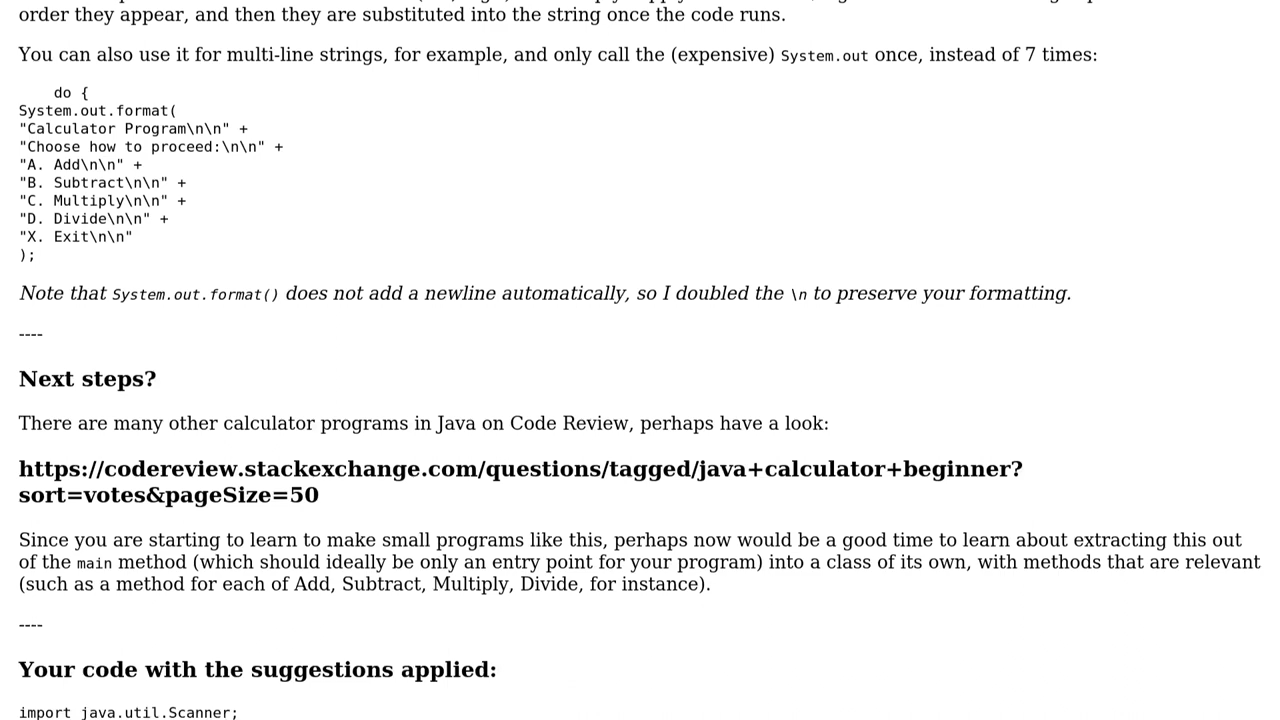 order they appear, and then they are substituted into the string once the code runs.
You can also use it for multi-line strings, for example, and only call the (expensive) System.out once, instead of 7 times:
do {
System.out.format(
"Calculator Program\n\n" +
"Choose how to proceed:\n\n" +
"A. Add\n\n" +
"B. Subtract\n\n" +
"C. Multiply\n\n" +
"D. Divide\n\n" +
"X. Exit\n\n"
);
Note that System.out.format() does not add a newline automatically, so I doubled the \n to preserve your formatting.
----
Next steps?
There are many other calculator programs in Java on Code Review, perhaps have a look:
https://codereview.stackexchange.com/questions/tagged/java+calculator+beginner?
sort=votes&pageSize=50
Since you are starting to learn to make small programs like this, perhaps now would be a good time to learn about extracting this out
of the main method (which should ideally be only an entry point for your program) into a class of its own, with methods that are relevant
(such as a method for each of Add, Subtract, Multiply, Divide, for instance).
----
Your code with the suggestions applied:
import java.util.Scanner;